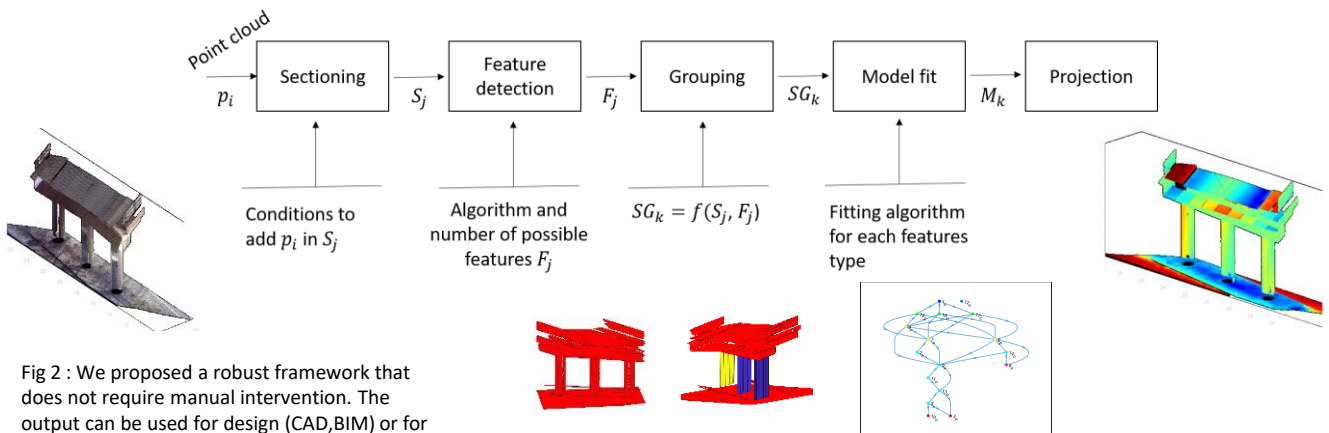 Point cloud
p_i
Sectioning
S_j
Feature
detection
F_j
Grouping
SG_k
Model fit
M_k
Projection
Conditions to
add p_i in S_j
Algorithm and
number of possible
features F_j
SG_k = f(S_j, F_j)
Fitting algorithm
for each features
type
Fig 2 : We proposed a robust framework that
does not require manual intervention. The
output can be used for design (CAD,BIM) or for